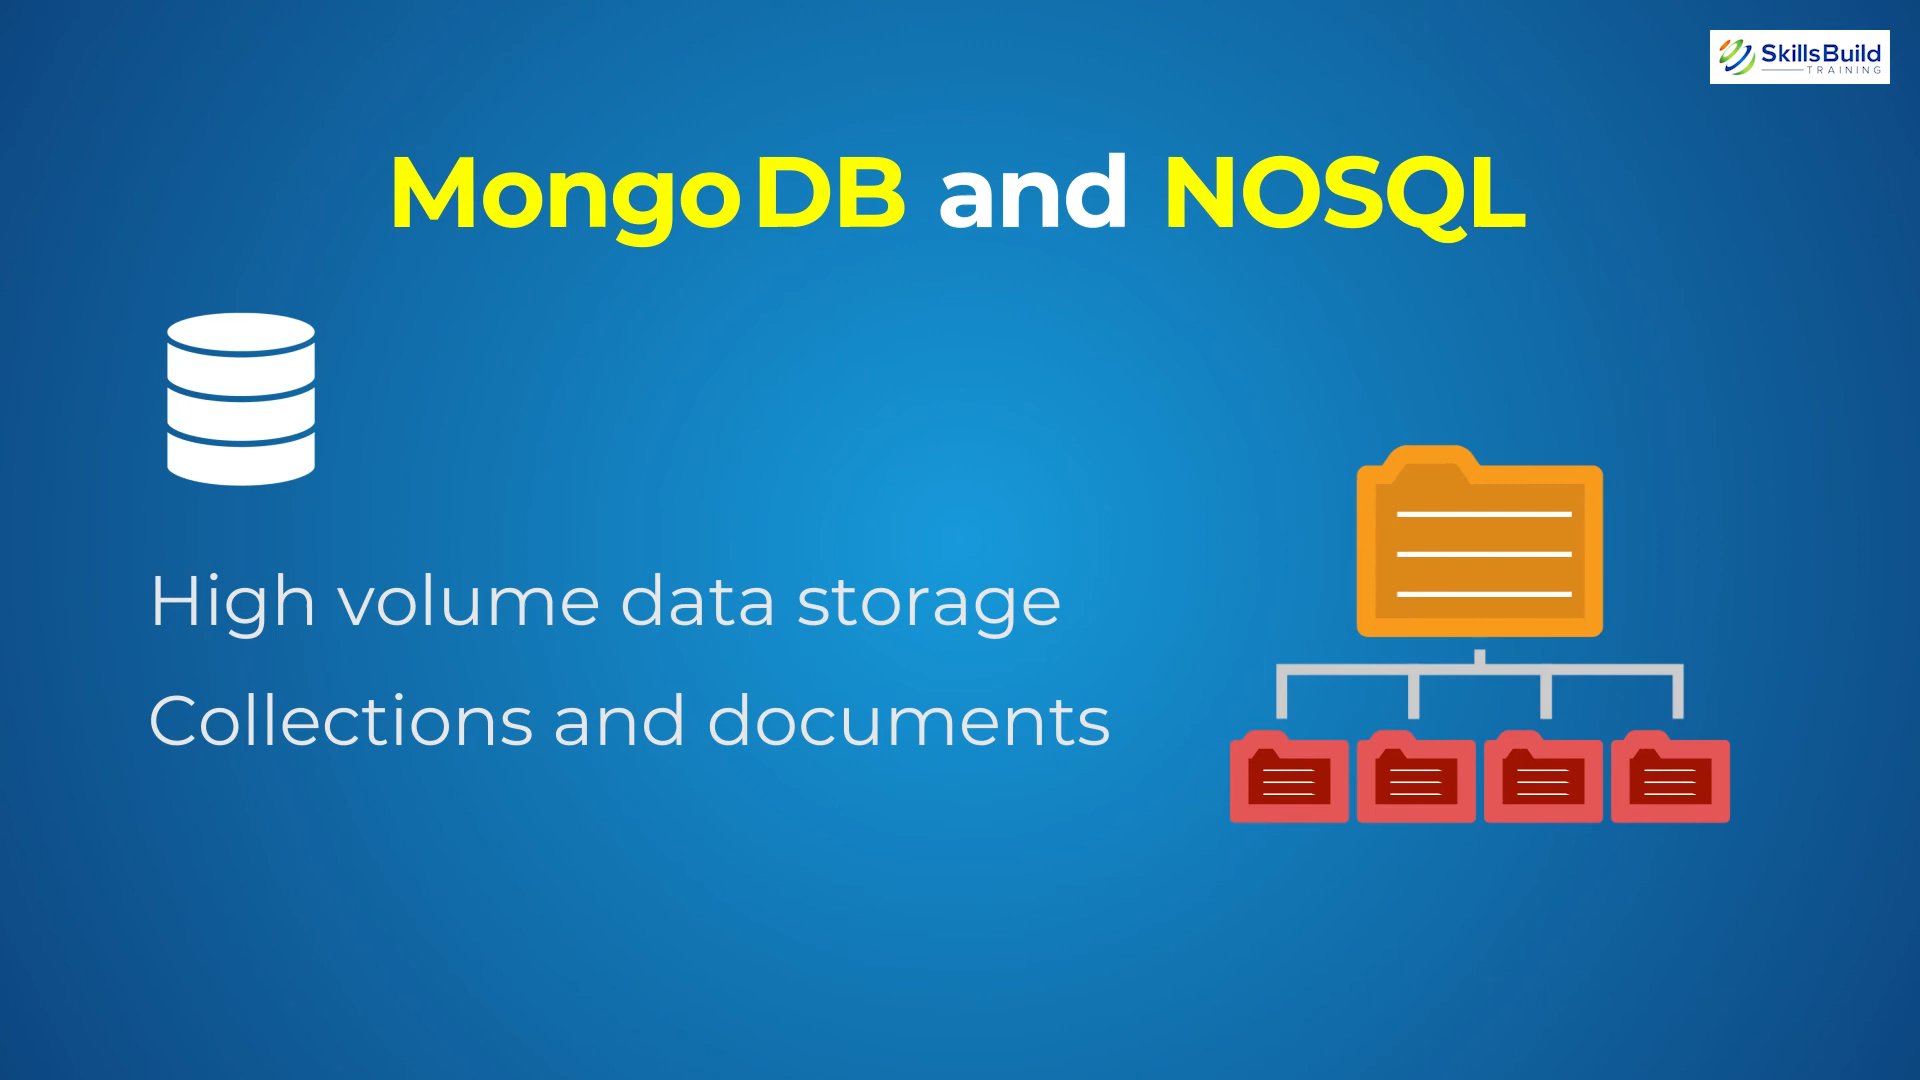 SkillsBuild
TRAINING
MongoDB and NOSQL
High volume data storage
Collections and documents